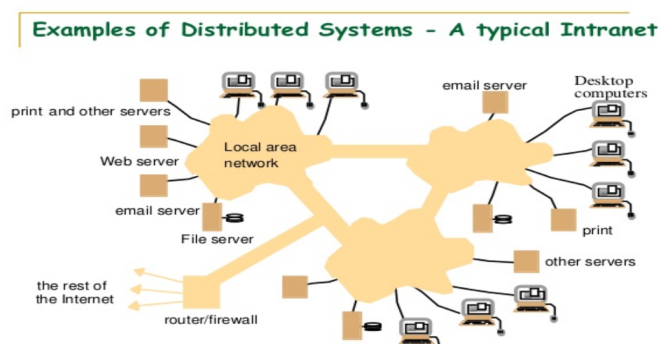 Examples of Distributed Systems - A typical Intranet
email server
Desktop
computers
print and other servers
Local area
network
Web server
email server
File server
print
other servers
the rest of
the Internet
router/firewall